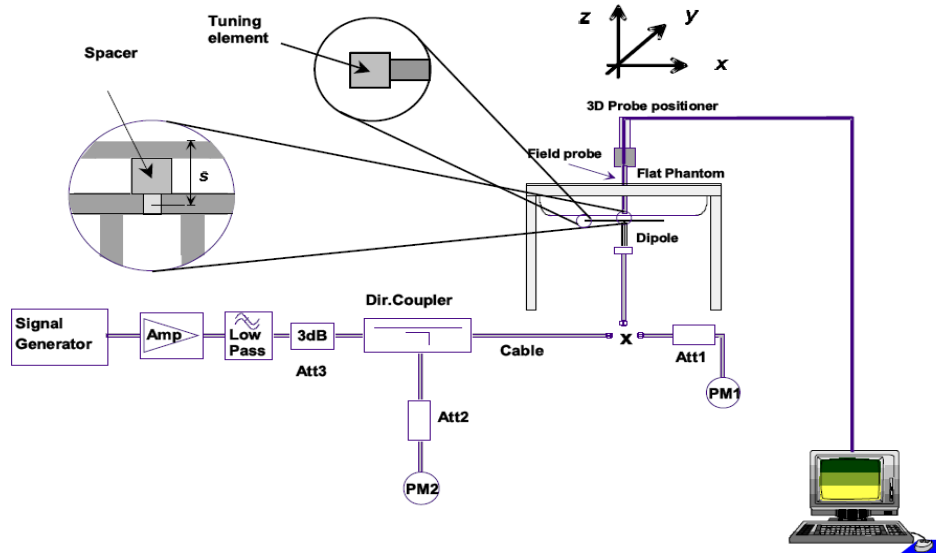 Tuning
element
Spacer
s
z
y
x
3D Probe positioner
Field probe
Flat Phantom
Dipole
Signal
Generator
Amp
Low
Pass
3dB
Att3
Dir.Coupler
Cable
x
Att1
PM1
Att2
PM2